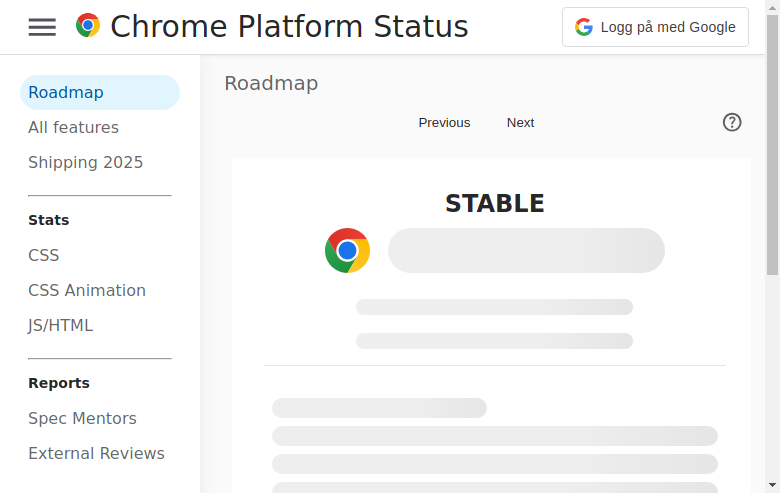 Chrome Platform Status
Logg på med Google
Roadmap
All features
Shipping 2025
Stats
CSS
CSS Animation
JS/HTML
Reports
Spec Mentors
External Reviews
Roadmap
Previous
Next
STABLE